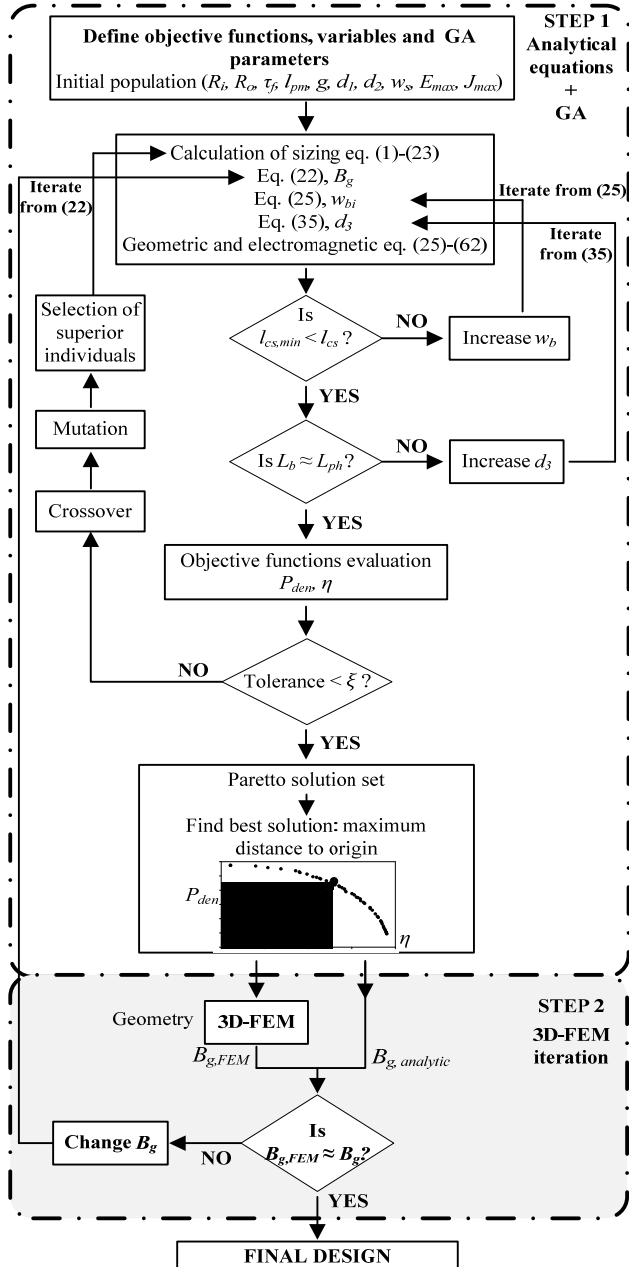 Define objective functions, variables and GA
parameters
Initial population (Ri, Ro, τf, lpm, g, d1, d2, ws, Emax, Jmax)
STEP 1
Analytical
equations
+
GA
Calculation of sizing eq. (1)-(23)
Eq. (22), Bg
Eq. (25), wbi
Eq. (35), d3
Geometric and electromagnetic eq. (25)-(62)
Iterate
from (22)
Iterate from (25)
Iterate
from (35)
Is
lcs,min < lcs ?
NO
Increase wb
YES
Selection of
superior
individuals
Mutation
Crossover
Is Lb ≈ Lph?
NO
Increase d3
YES
Objective functions evaluation
Pden, η
NO
Tolerance < ξ ?
YES
Paretto solution set
Find best solution: maximum
distance to origin
Pden
η
Geometry
3D-FEM
STEP 2
3D-FEM
iteration
Bg,FEM
Bg, analytic
Change Bg
NO
Is
Bg,FEM ≈ Bg?
YES
FINAL DESIGN